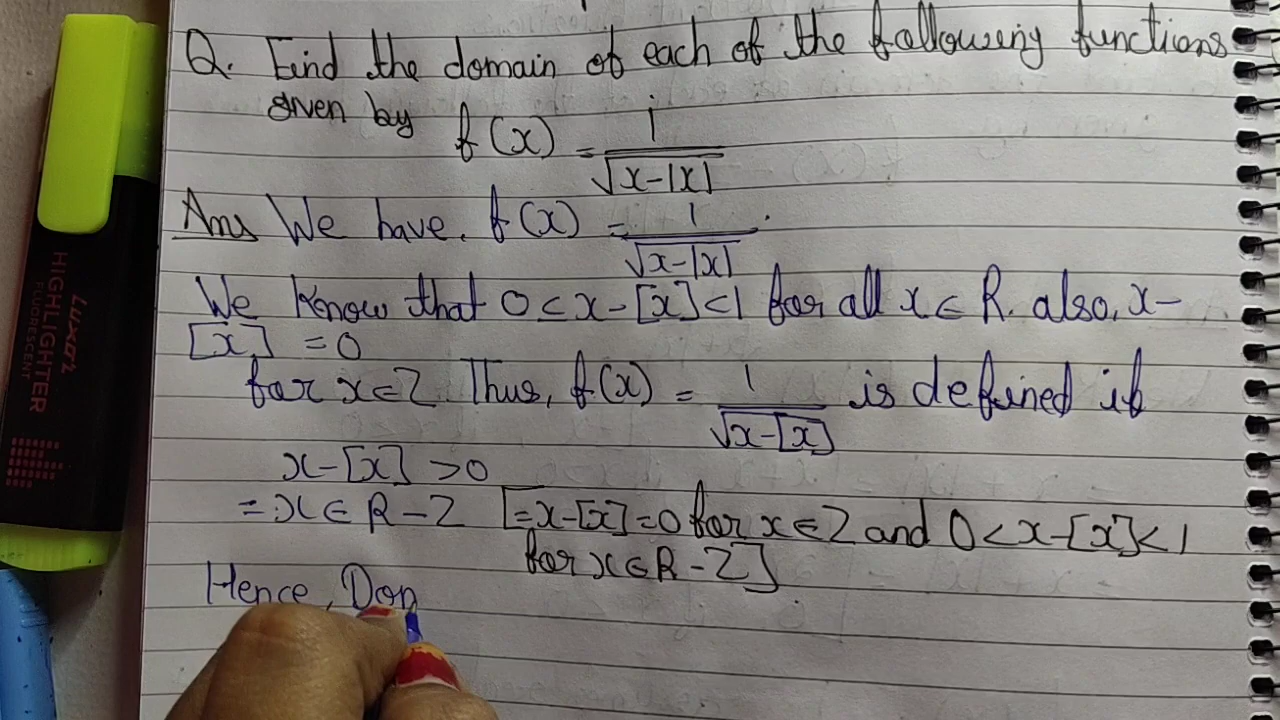 Q. Find the domain of each of the following functions
given by f(x) = 1/√x-|x|
Ans We have. f(x) = 1/√x-|x|.
We Know that 0 ≤ x-[x] < 1 for all x ∈ R. also, x-
[x] = 0
for x ∈ Z. Thus, f(x) = 1/√x-[x] is defined if
x-[x] > 0
= x ∈ R - Z [= x-[x] = 0 for x ∈ Z and 0 < x-[x] < 1
for x ∈ R - Z].
Hence, Dom
Luxor
HIGHLIGHTER
FLUORESCENT